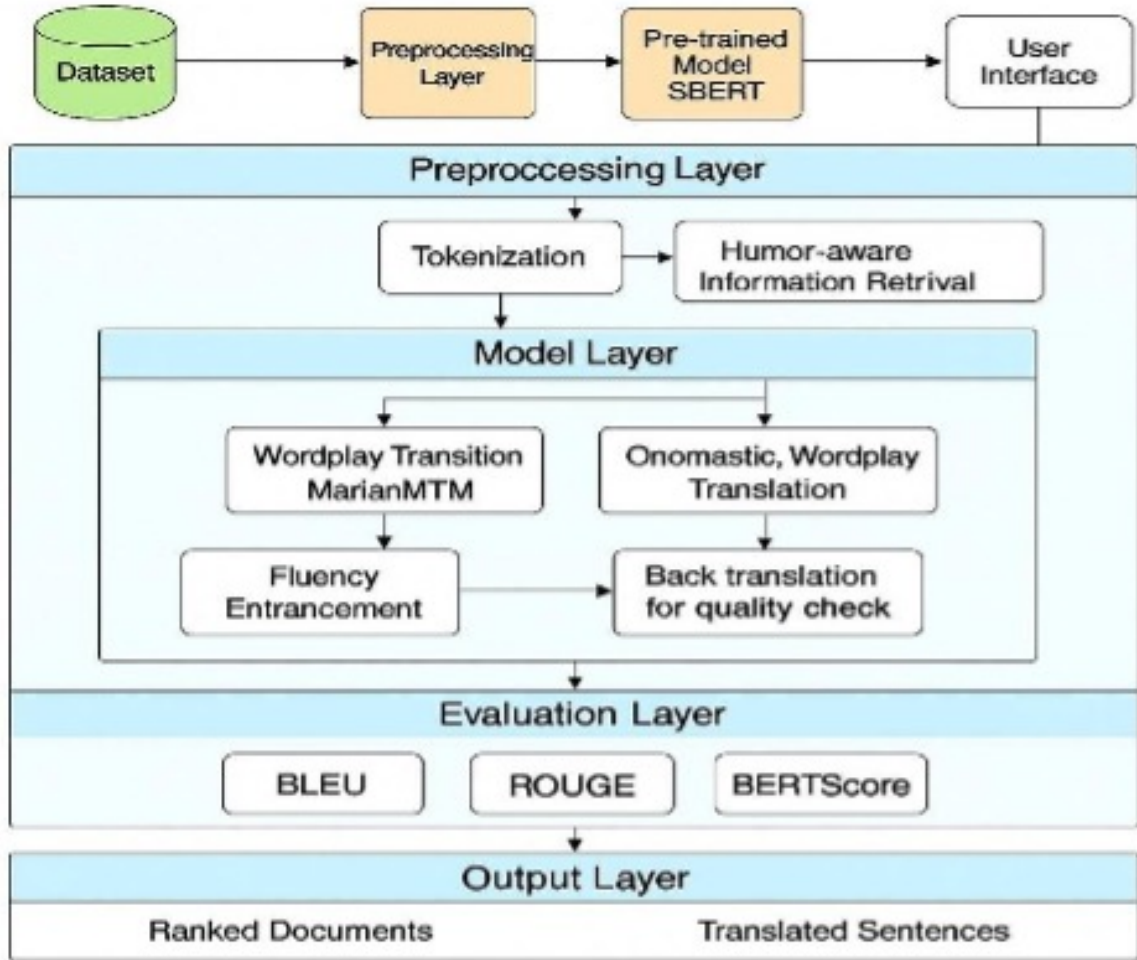 Dataset
Preprocessing
Layer
Pre-trained
Model
SBERT
User
Interface
Preproccessing Layer
Tokenization
Humor-aware
Information Retrival
Model Layer
Wordplay Transition
MarianMTM
Onomastic, Wordplay
Translation
Fluency
Entrancement
Back translation
for quality check
Evaluation Layer
BLEU
ROUGE
BERTScore
Output Layer
Ranked Documents
Translated Sentences